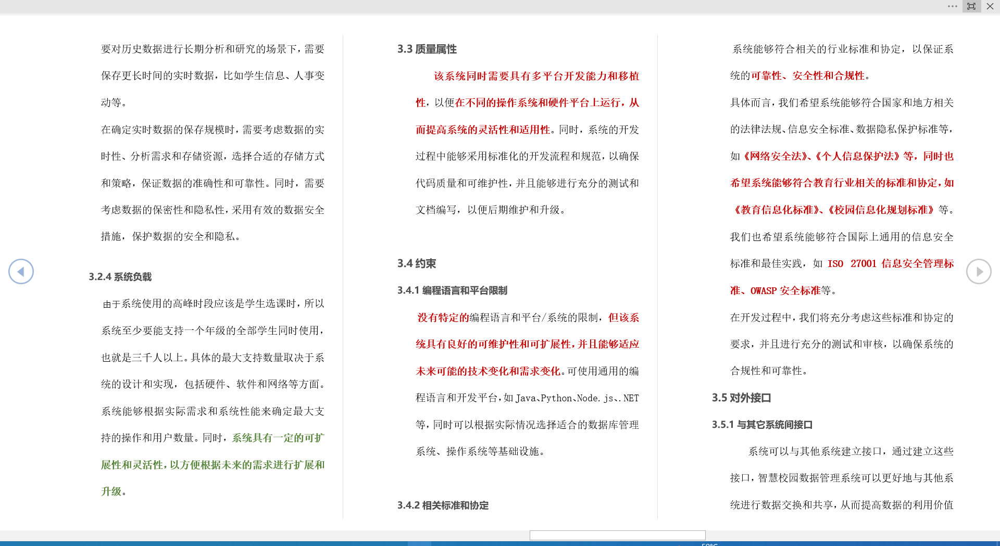 要对历史数据进行长期分析和研究的场景下，需要
保存更长时间的实时数据，比如学生信息、人事变
动等。
在确定实时数据的保存规模时，需要考虑数据的实
时性、分析需求和存储资源，选择合适的存储方式
和策略，保证数据的准确性和可靠性。同时，需要
考虑数据的保密性和隐私性，采用有效的数据安全
措施，保护数据的安全和隐私。
3.2.4 系统负载
由于系统使用的高峰时段应该是学生选课时，所以
系统至少要能支持一个年级的全部学生同时使用，
也就是三千人以上。具体的最大支持数量取决于系
统的设计和实现，包括硬件、软件和网络等方面。
系统能够根据实际需求和系统性能来确定最大支
持的操作和用户数量。同时，系统具有一定的可扩
展性和灵活性，以方便根据未来的需求进行扩展和
升级。
3.3 质量属性
该系统同时需要具有多平台开发能力和移植
性，以便在不同的操作系统和硬件平台上运行，从
而提高系统的灵活性和适用性。同时，系统的开发
过程中能够采用标准化的开发流程和规范，以确保
代码质量和可维护性，并且能够进行充分的测试和
文档编写，以便后期维护和升级。
3.4 约束
3.4.1 编程语言和平台限制
没有特定的编程语言和平台/系统的限制，但该系
统具有良好的可维护性和可扩展性，并且能够适应
未来可能的技术变化和需求变化。可使用通用的编
程语言和开发平台，如 Java、Python、Node.js、.NET
等，同时可以根据实际情况选择适合的数据库管理
系统、操作系统等基础设施。
3.4.2 相关标准和协定
系统能够符合相关的行业标准和协定，以保证系
统的可靠性、安全性和合规性。
具体而言，我们希望系统能够符合国家和地方相关
的法律法规、信息安全标准、数据隐私保护标准等，
如《网络安全法》、《个人信息保护法》等，同时也
希望系统能够符合教育行业相关的标准和协定，如
《教育信息化标准》、《校园信息化规划标准》等。
我们也希望系统能够符合国际上通用的信息安全
标准和最佳实践，如 ISO 27001 信息安全管理标
准、OWASP 安全标准等。
在开发过程中，我们将充分考虑这些标准和协定的
要求，并且进行充分的测试和审核，以确保系统的
合规性和可靠性。
3.5 对外接口
3.5.1 与其它系统间接口
系统可以与其他系统建立接口，通过建立这些
接口，智慧校园数据管理系统可以更好地与其他系
统进行数据交换和共享，从而提高数据的利用价值